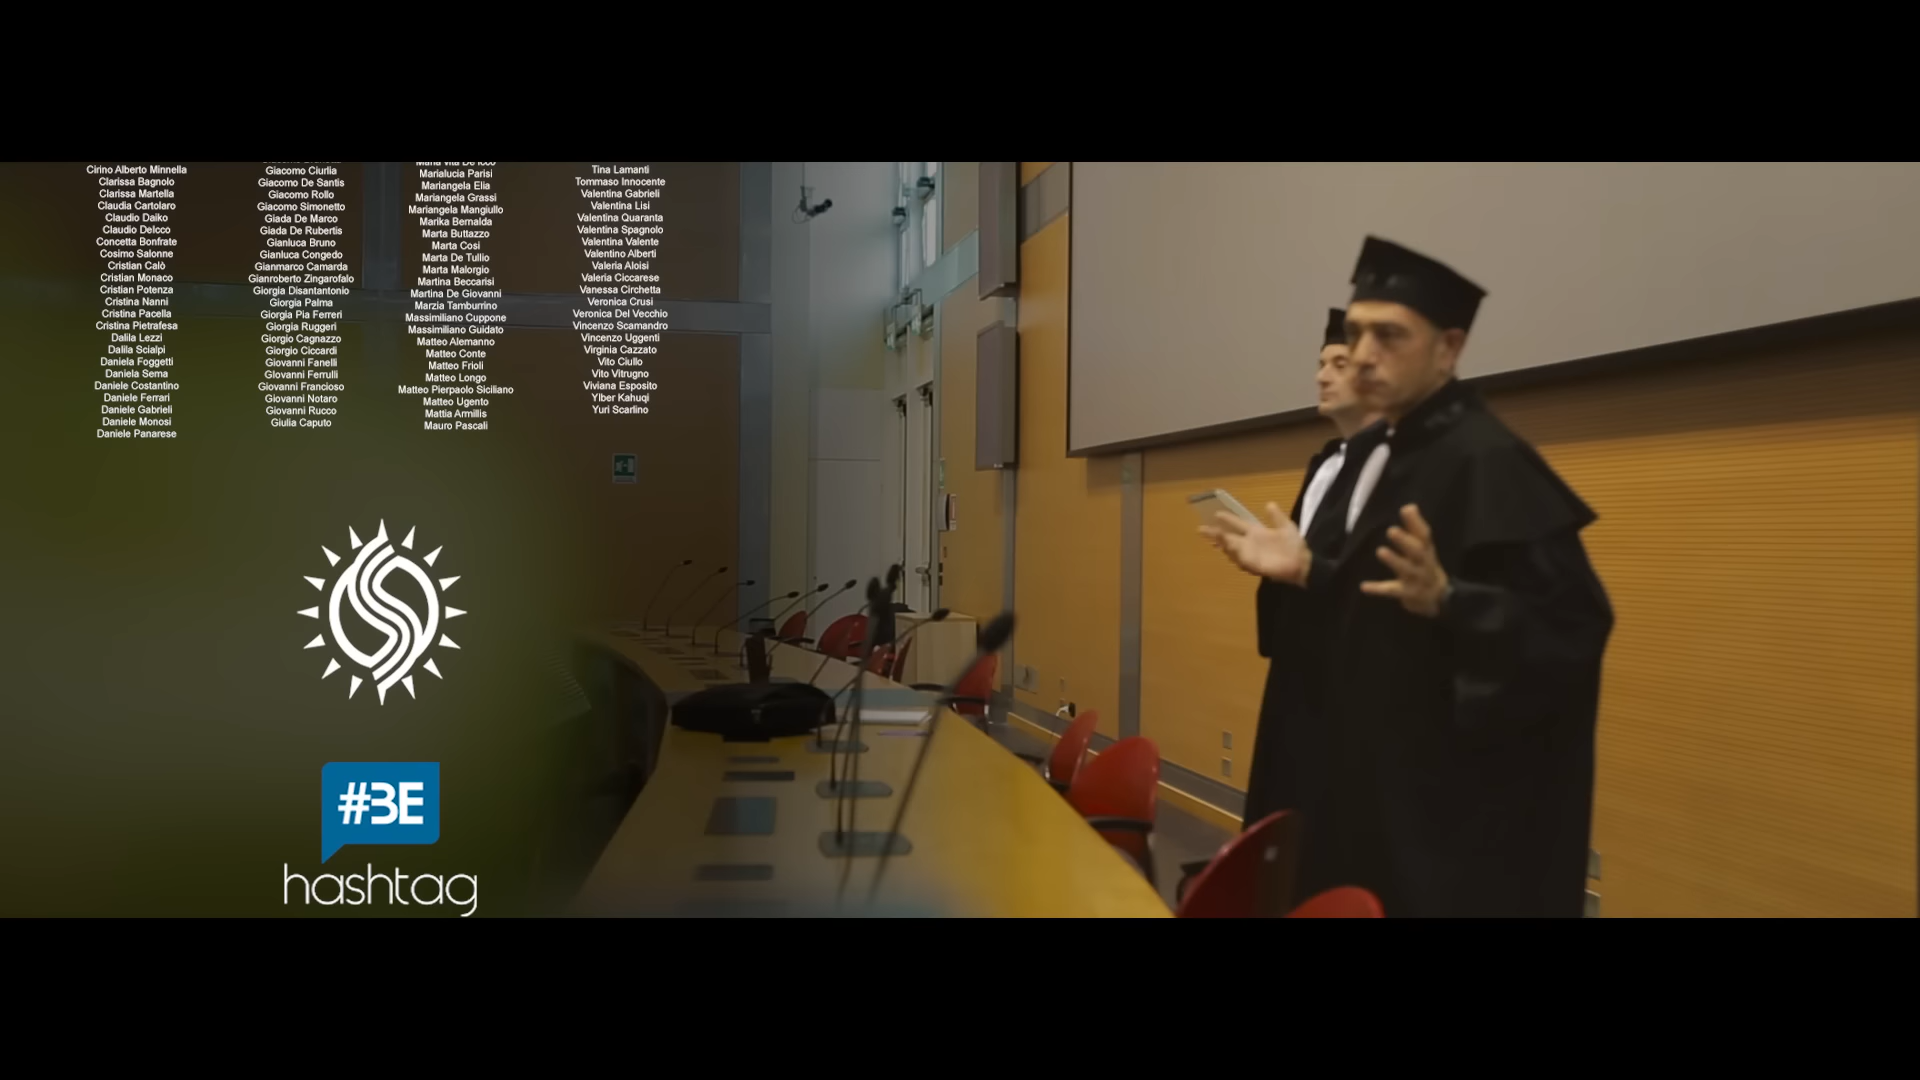 Cirino Alberto Minnella
Clarissa Bagnolo
Clarissa Martella
Claudia Cartolaro
Claudio Daiko
Claudio Delcco
Concetta Bonfrate
Cosimo Salonne
Cristian Calò
Cristian Monaco
Cristian Potenza
Cristina Nanni
Cristina Pacella
Cristina Pietrafesa
Dalila Lezzi
Dalila Scialpi
Daniela Foggetti
Daniela Serna
Daniele Costantino
Daniele Ferrari
Daniele Gabrieli
Daniele Monosi
Daniele Panarese
Giacomo Ciurlia
Giacomo De Santis
Giacomo Rollo
Giacomo Simonetto
Giada De Marco
Giada De Rubertis
Gianluca Bruno
Gianluca Congedo
Gianmarco Camarda
Gianroberto Zingarofalo
Giorgia Disantantonio
Giorgia Palma
Giorgia Pia Ferreri
Giorgia Ruggeri
Giorgio Cagnazzo
Giorgio Ciccardi
Giovanni Fanelli
Giovanni Ferrulli
Giovanni Francioso
Giovanni Notaro
Giovanni Rucco
Giulia Caputo
Maria Vita De Icco
Marialucia Parisi
Mariangela Elia
Mariangela Grassi
Mariangela Mangiullo
Marika Bernalda
Marta Buttazzo
Marta Cosi
Marta De Tullio
Marta Malorgio
Martina Beccarisi
Martina De Giovanni
Marzia Tamburrino
Massimiliano Cuppone
Massimiliano Guidato
Matteo Alemanno
Matteo Conte
Matteo Frioli
Matteo Longo
Matteo Pierpaolo Siciliano
Matteo Ugento
Mattia Armillis
Mauro Pascali
Tina Lamanti
Tommaso Innocente
Valentina Gabrieli
Valentina Lisi
Valentina Quaranta
Valentina Spagnolo
Valentina Valente
Valentino Alberti
Valeria Aloisi
Valeria Ciccarese
Vanessa Circhetta
Veronica Crusi
Veronica Del Vecchio
Vincenzo Scamandro
Vincenzo Uggenti
Virginia Cazzato
Vito Ciullo
Vito Vitrugno
Viviana Esposito
Ylber Kahuqi
Yuri Scarlino
#BE
hashtag